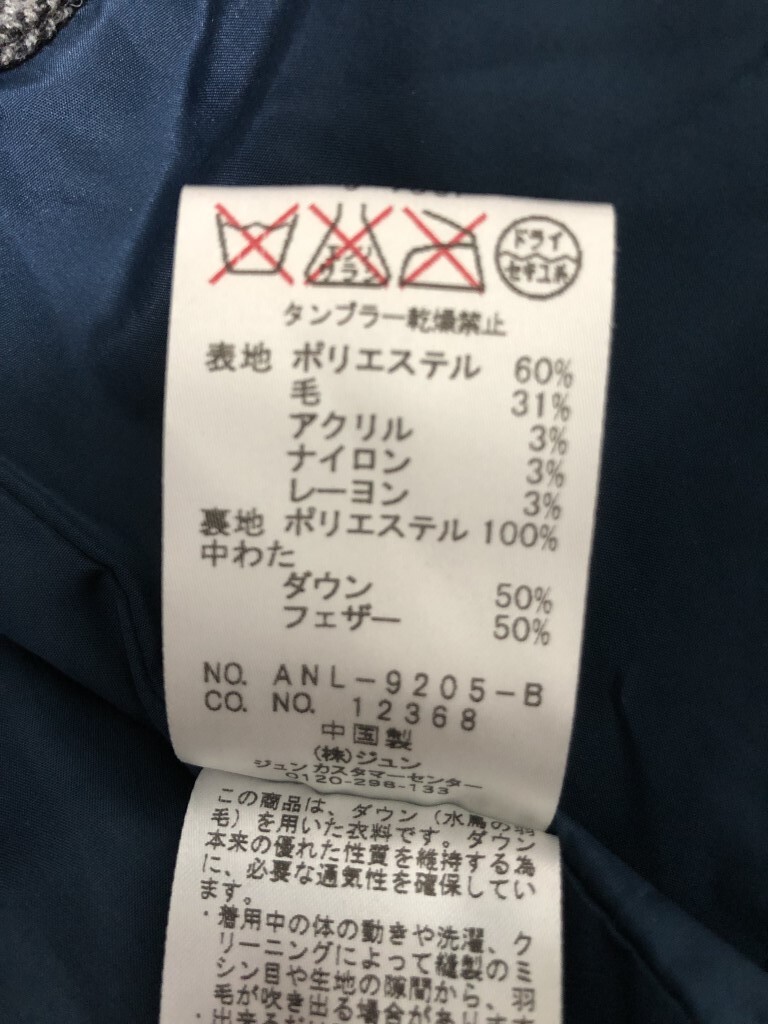 エンソ
サラシ
ドライ
セキユ系
タンブラー乾燥禁止
表地 ポリエステル 60%
毛 31%
アクリル 3%
ナイロン 3%
レーヨン 3%
裏地 ポリエステル 100%
中わた
ダウン 50%
フェザー 50%
NO. ANL-9205-B
CO. NO. 12368
中国製
(株)ジュン
ジュン カスタマーセンター
0120-298-133
この商品は、ダウン（水鳥の羽
毛）を用いた衣料です。ダウン
本来の優れた性質を維持する為
に、必要な通気性を確保してい
ます。
・着用中の体の動きや洗濯、ク
リーニングによって縫製のミ
シン目や生地の隙間から、羽
毛が吹き出る場合があります